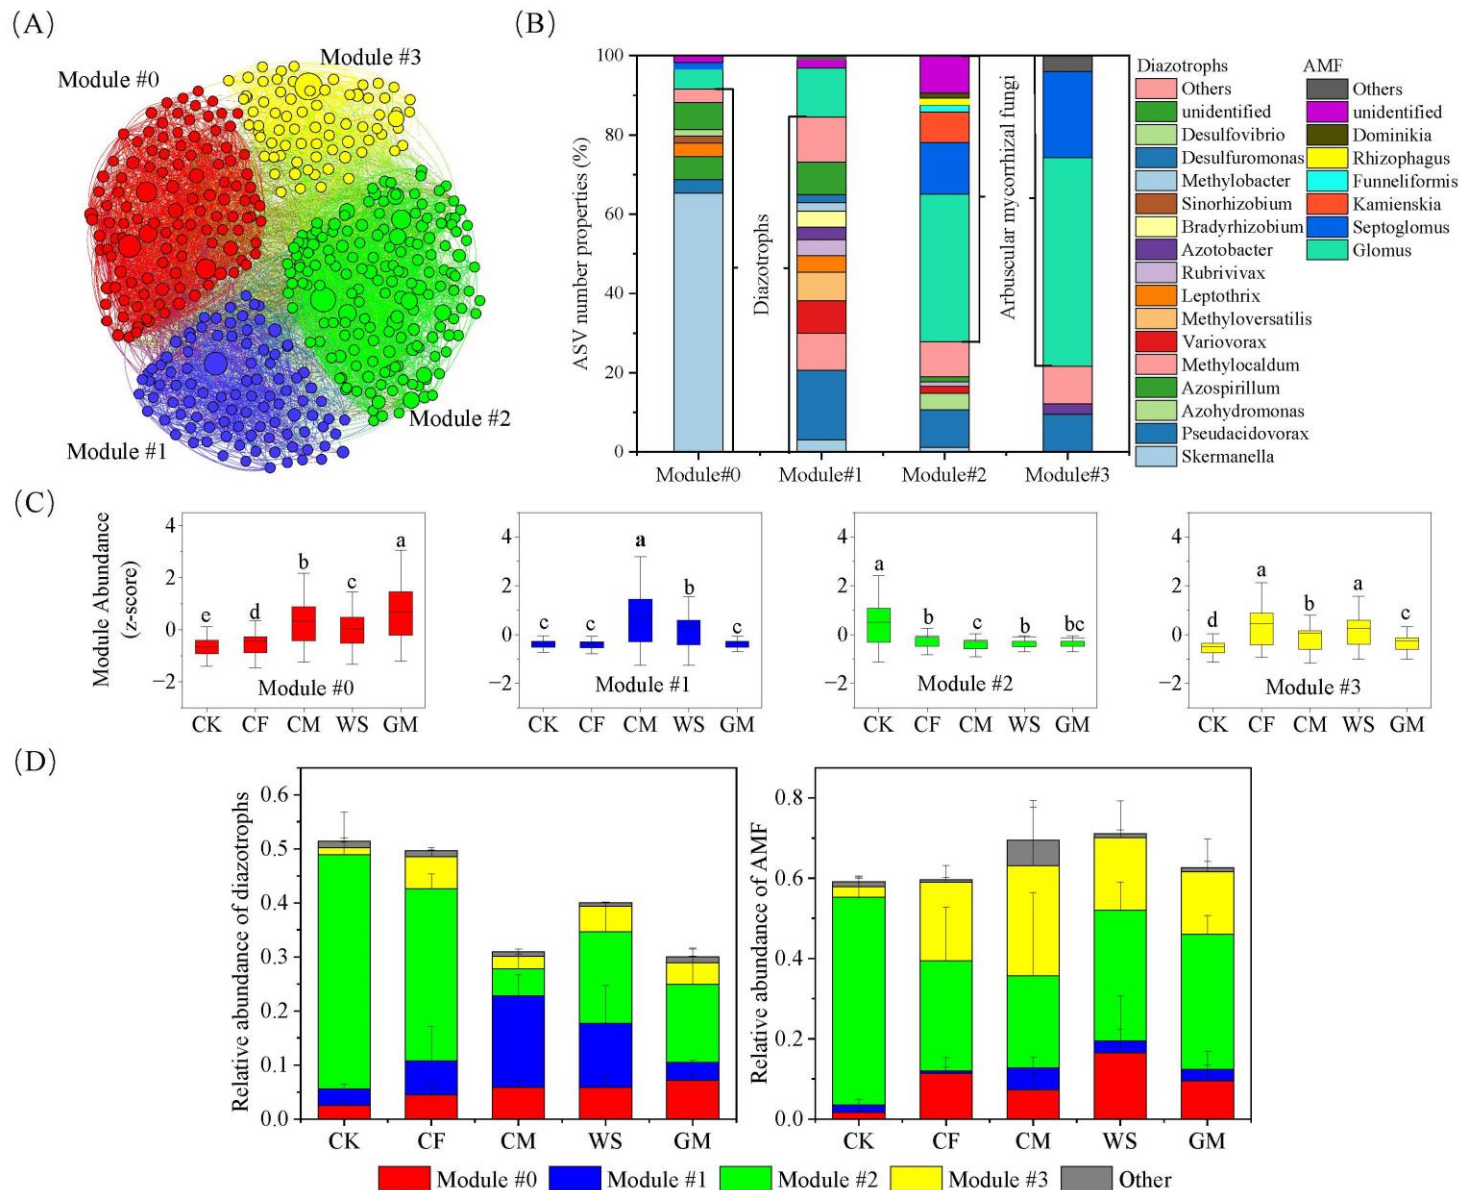 (A)
Module #3
Module #0
Module #2
Module #1
(B)
ASV number properties (%)
100
80
60
40
20
0
Diazotrophs
Arbuscular mycorrhizal fungi
Module#0
Module#1
Module#2
Module#3
Diazotrophs
Others
unidentified
Desulfovibrio
Desulfuromonas
Methylobacter
Sinorhizobium
Bradyrhizobium
Azotobacter
Rubrivivax
Leptothrix
Methyloversatilis
Variovorax
Methylocaldum
Azospirillum
Azohydromonas
Pseudacidovorax
Skermanella
AMF
Others
unidentified
Dominikia
Rhizophagus
Funneliformis
Kamienskia
Septoglomus
Glomus
(C)
Module Abundance
(z-score)
4
2
0
−2
e
d
b
c
a
Module #0
CK CF CM WS GM
4
2
0
−2
c
c
a
b
c
Module #1
CK CF CM WS GM
4
2
0
−2
a
b
c
b
bc
Module #2
CK CF CM WS GM
4
2
0
−2
d
a
b
a
c
Module #3
CK CF CM WS GM
(D)
Relative abundance of diazotrophs
0.6
0.5
0.4
0.3
0.2
0.1
0.0
CK CF CM WS GM
Relative abundance of AMF
0.8
0.6
0.4
0.2
0.0
CK CF CM WS GM
Module #0
Module #1
Module #2
Module #3
Other